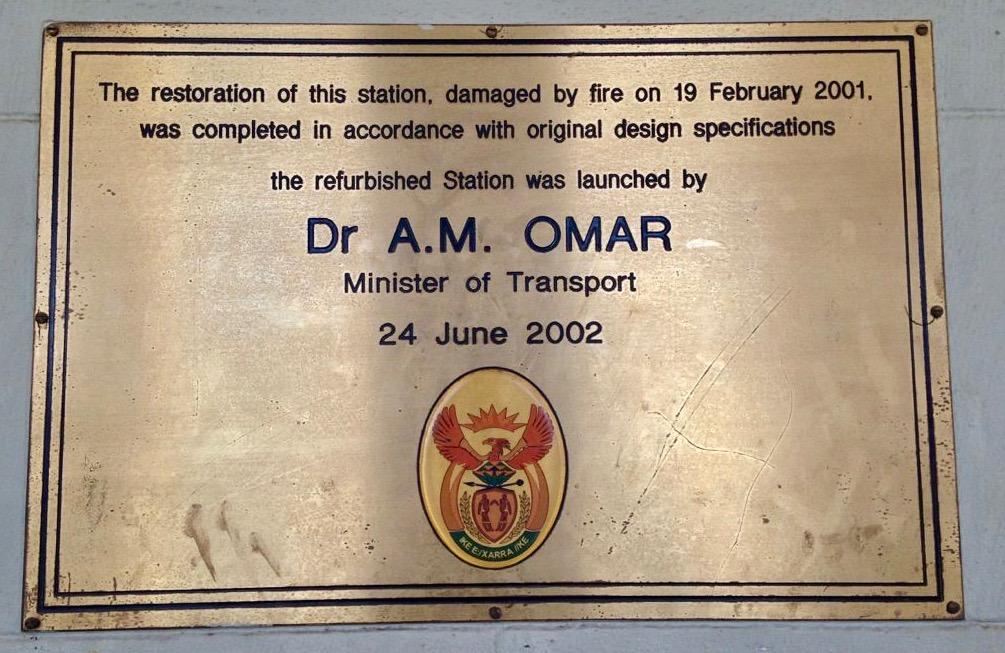 The restoration of this station, damaged by fire on 19 February 2001,
was completed in accordance with original design specifications
the refurbished Station was launched by
Dr A.M. OMAR
Minister of Transport
24 June 2002
!KE E:/XARRA //KE